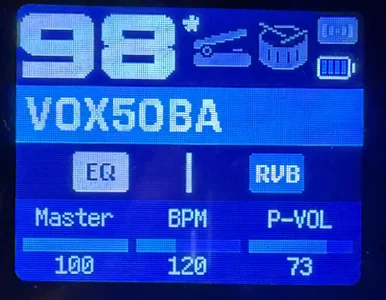 98*
VOX50BA
EQ | RVB
Master BPM P-VOL
100 120 73